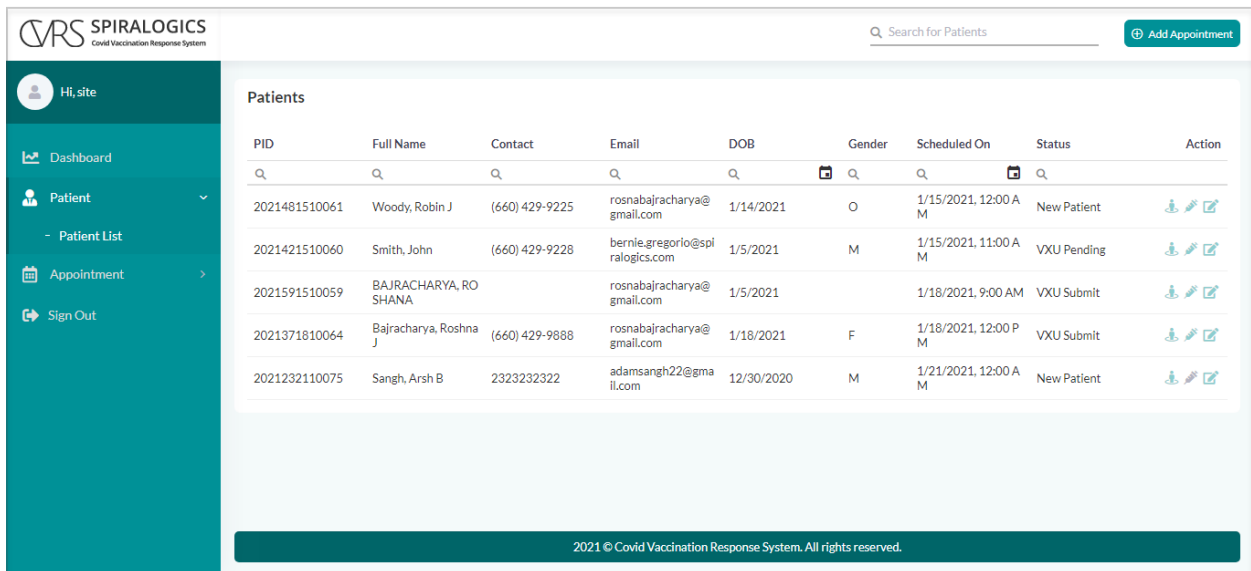 CVRS SPIRALOGICS
Covid Vaccination Response System
Search for Patients
Add Appointment
Hi, site
Dashboard
Patient
- Patient List
Appointment
Sign Out
Patients
PID Full Name Contact Email DOB Gender Scheduled On Status Action
2021481510061 Woody, Robin J (660) 429-9225 rosnabajracharya@ 1/14/2021 O 1/15/2021, 12:00 A New Patient
gmail.com M
2021421510060 Smith, John (660) 429-9228 bernie.gregorio@spi 1/5/2021 M 1/15/2021, 11:00 A VXU Pending
ralogics.com M
2021591510059 BAJRACHARYA, RO rosnabajracharya@ 1/5/2021 1/18/2021, 9:00 AM VXU Submit
SHANA gmail.com
2021371810064 Bajracharya, Roshna (660) 429-9888 rosnabajracharya@ 1/18/2021 F 1/18/2021, 12:00 P VXU Submit
J gmail.com M
2021232110075 Sangh, Arsh B 2323232322 adamsangh22@gma 12/30/2020 M 1/21/2021, 12:00 A New Patient
il.com M
2021 © Covid Vaccination Response System. All rights reserved.